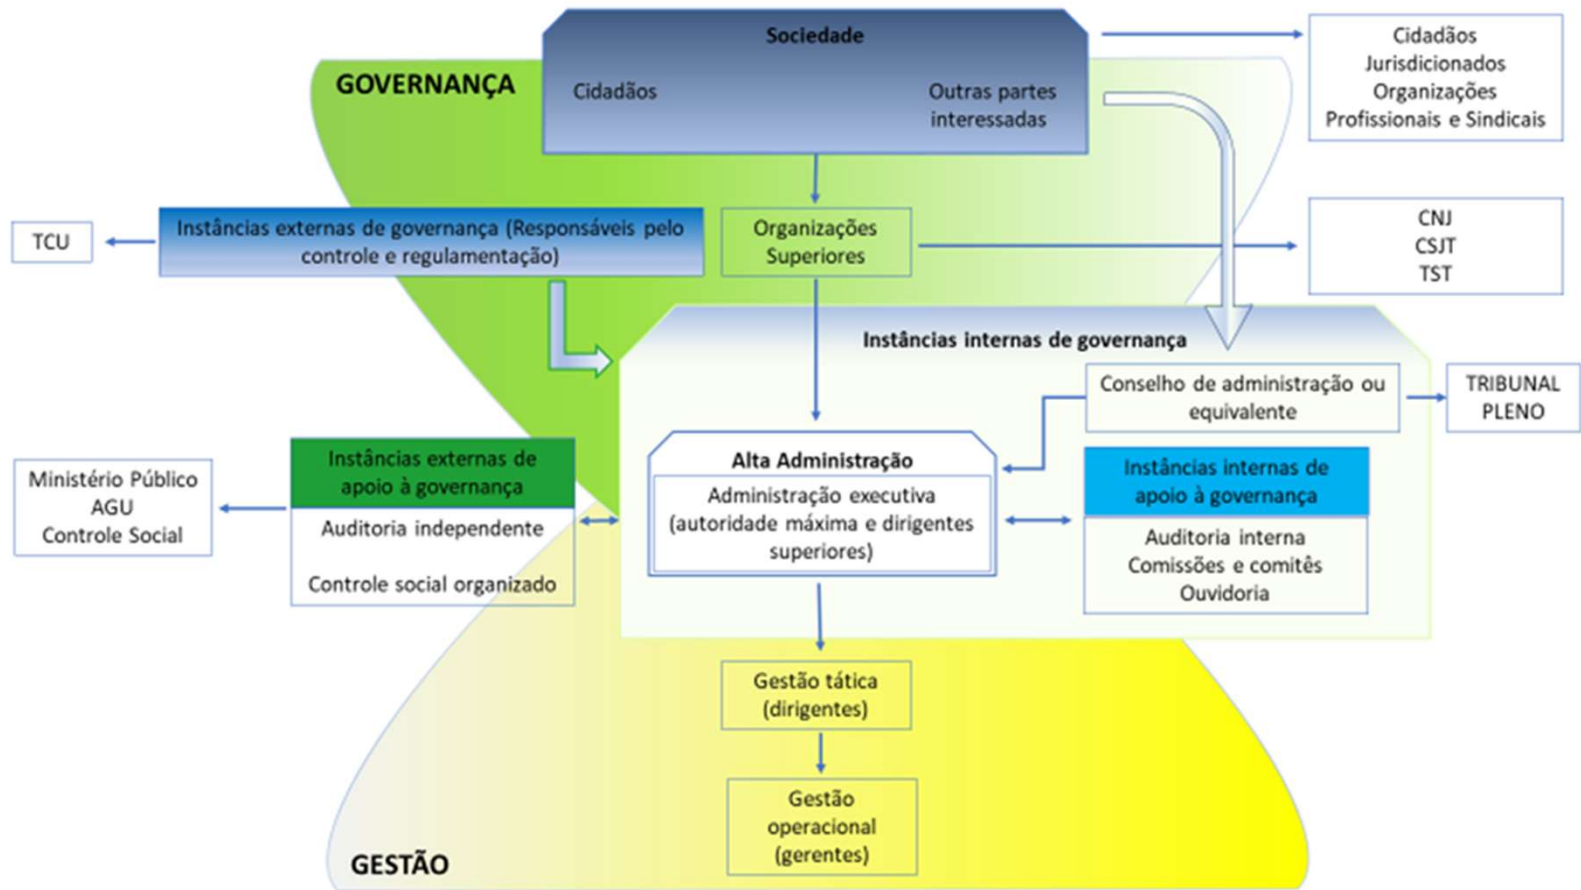 Sociedade
Cidadãos
Outras partes
interessadas
Cidadãos
Jurisdicionados
Organizações
Profissionais e Sindicais
GOVERNANÇA
TCU
Instâncias externas de governança (Responsáveis pelo
controle e regulamentação)
Organizações
Superiores
CNJ
CSJT
TST
Instâncias internas de governança
Conselho de administração ou
equivalente
TRIBUNAL
PLENO
Ministério Público
AGU
Controle Social
Instâncias externas de
apoio à governança
Auditoria independente
Controle social organizado
Alta Administração
Administração executiva
(autoridade máxima e dirigentes
superiores)
Instâncias internas de
apoio à governança
Auditoria interna
Comissões e comitês
Ouvidoria
Gestão tática
(dirigentes)
Gestão
operacional
(gerentes)
GESTÃO